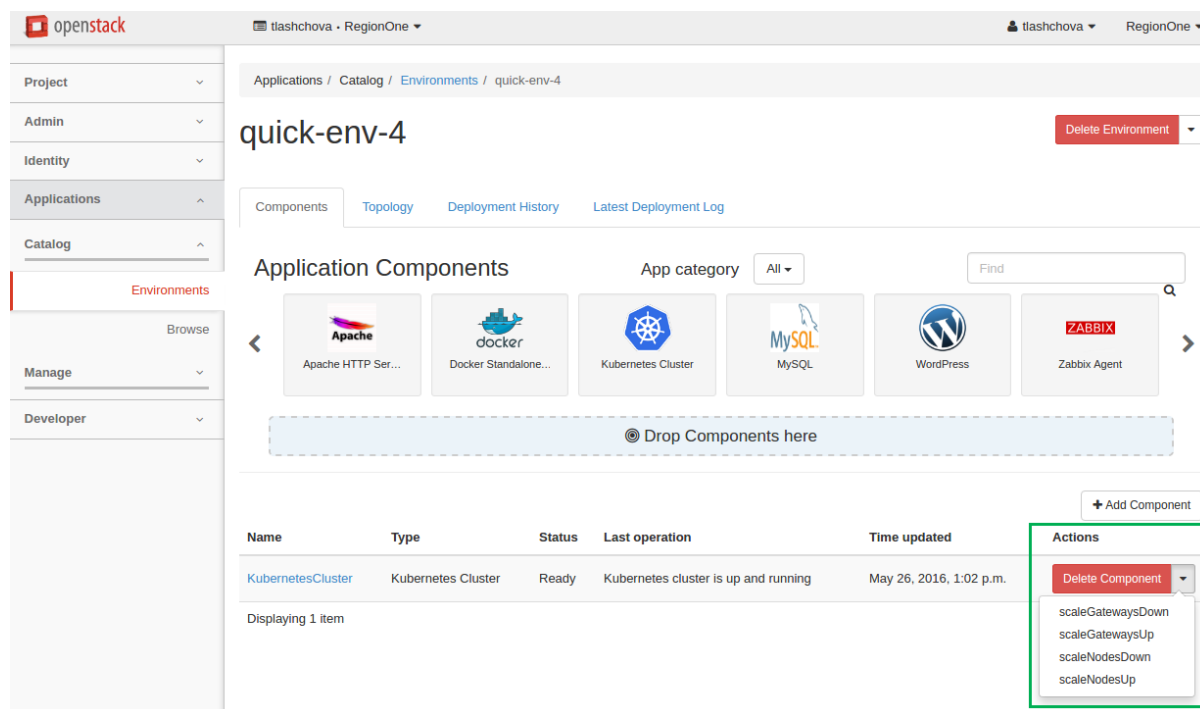 openstack
tlashchova • RegionOne
tlashchova
RegionOne
Project
Admin
Identity
Applications
Catalog
Environments
Browse
Manage
Developer
Applications / Catalog / Environments / quick-env-4
quick-env-4
Delete Environment
Components
Topology
Deployment History
Latest Deployment Log
Application Components
App category
All
Find
Apache
Apache HTTP Ser...
docker
Docker Standalone...
Kubernetes Cluster
MySQL
MySQL
WordPress
ZABBIX
Zabbix Agent
Drop Components here
+ Add Component
Name Type Status Last operation Time updated Actions
KubernetesCluster Kubernetes Cluster Ready Kubernetes cluster is up and running May 26, 2016, 1:02 p.m. Delete Component
Displaying 1 item
scaleGatewaysDown
scaleGatewaysUp
scaleNodesDown
scaleNodesUp